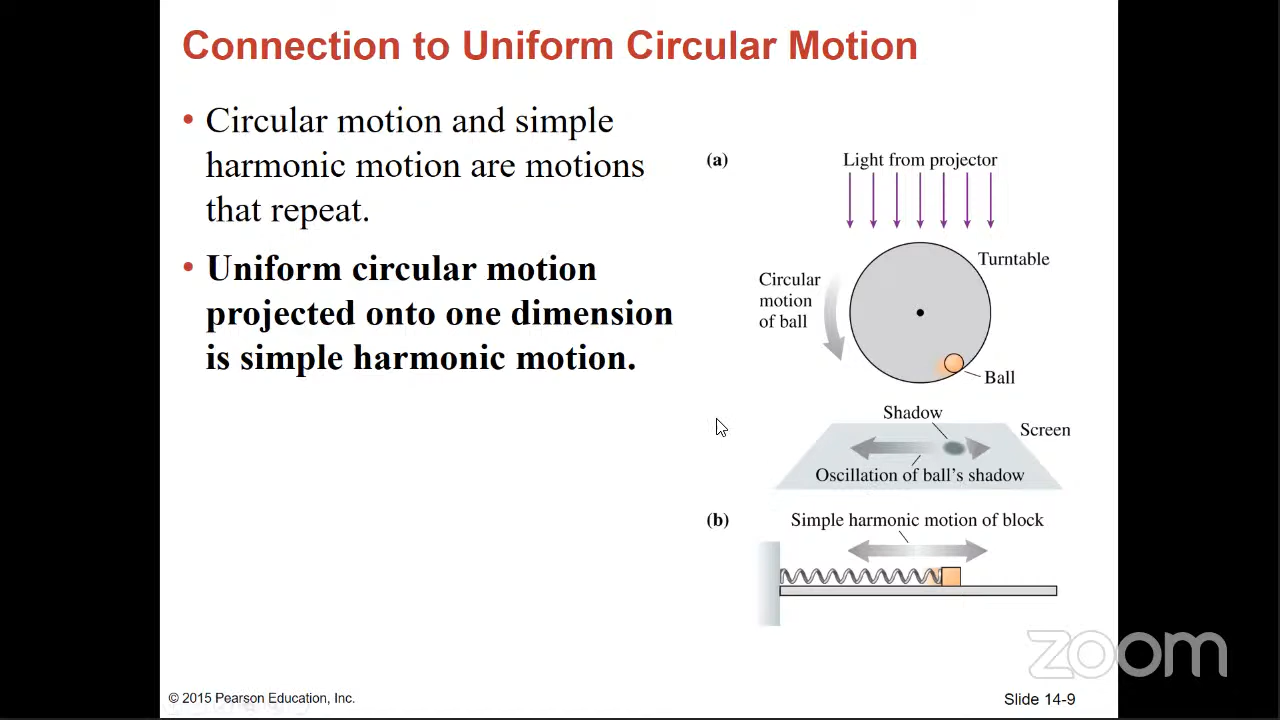 Connection to Uniform Circular Motion
• Circular motion and simple
harmonic motion are motions
that repeat.
• Uniform circular motion
projected onto one dimension
is simple harmonic motion.
(a)
Light from projector
Turntable
Circular
motion
of ball
Ball
Shadow
Screen
Oscillation of ball's shadow
(b)
Simple harmonic motion of block
zoom
© 2015 Pearson Education, Inc.
Slide 14-9